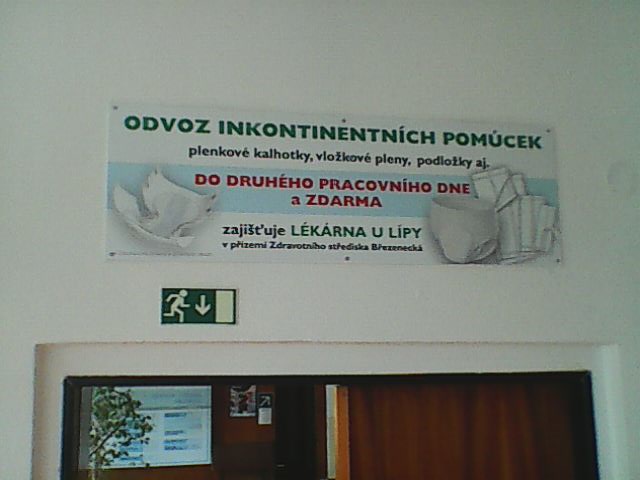 ODVOZ INKONTINENTNÍCH POMŮCEK
plenkové kalhotky, vložkové pleny, podložky aj.
DO DRUHÉHO PRACOVNÍHO DNE
a ZDARMA
zajišťuje LÉKÁRNA U LÍPY
v přízemí Zdravotního střediska Březenecká